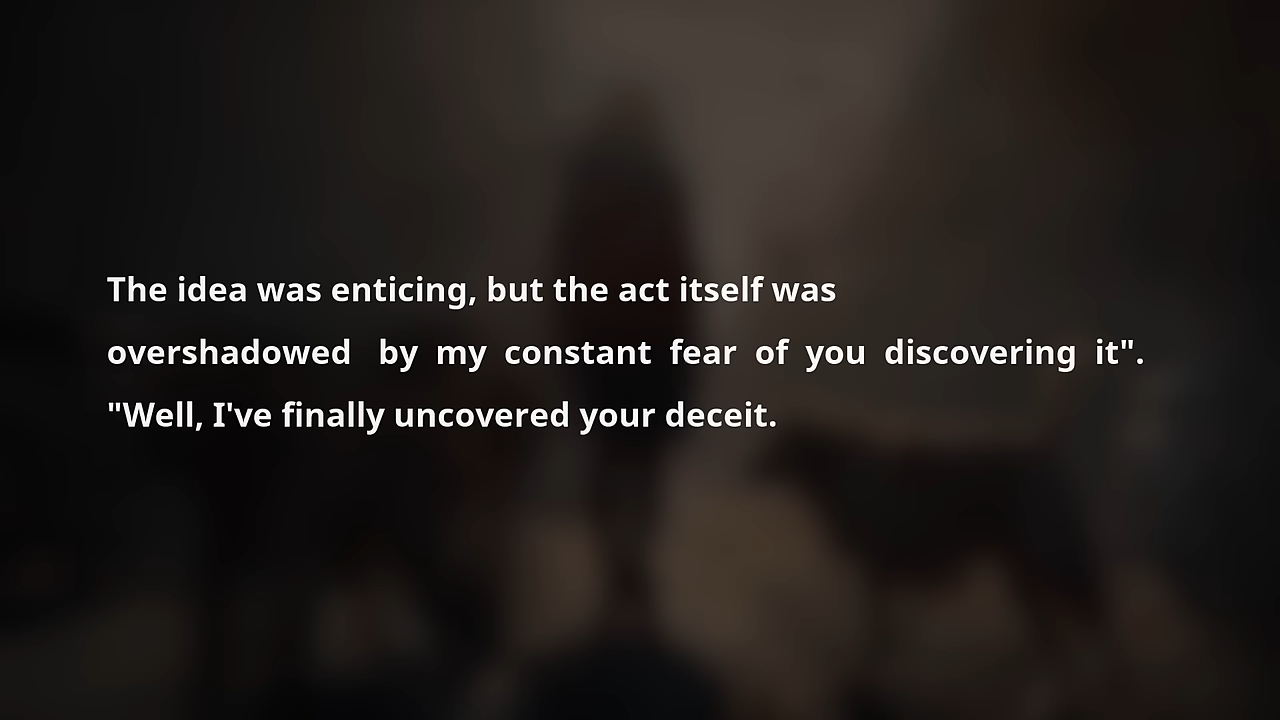 The idea was enticing, but the act itself was
overshadowed by my constant fear of you discovering it".
"Well, I've finally uncovered your deceit.